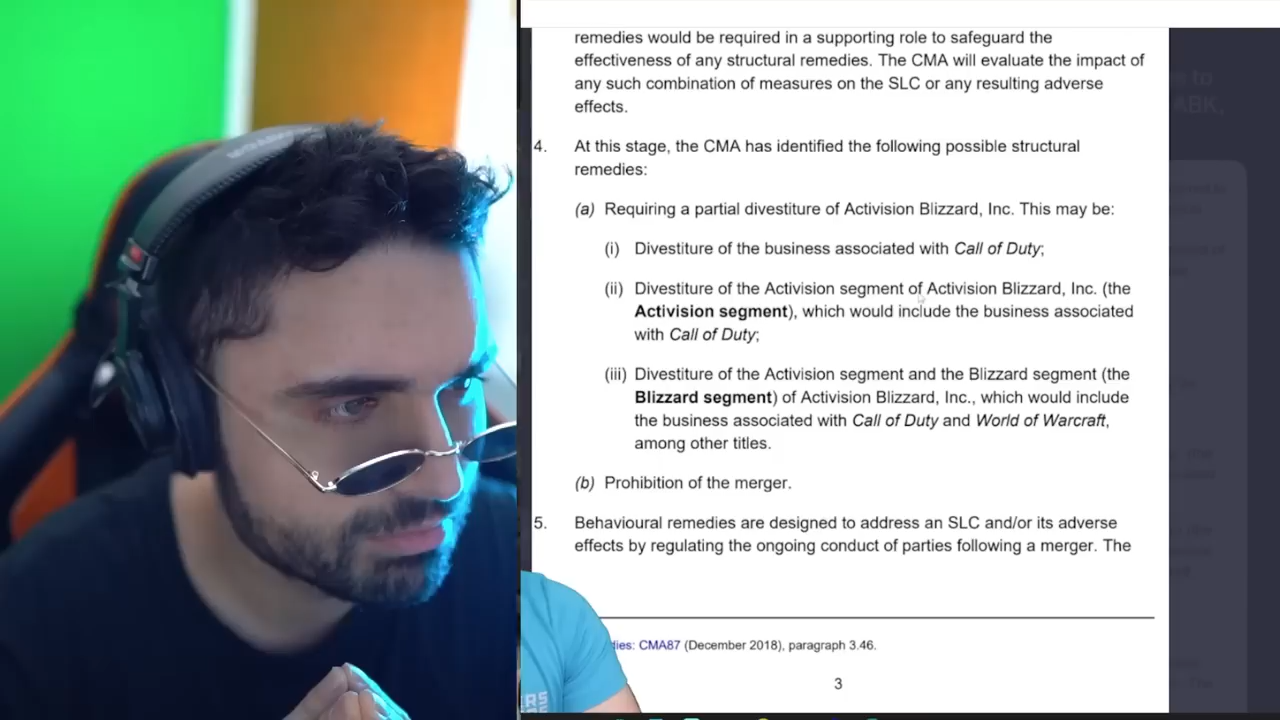 remedies would be required in a supporting role to safeguard the
effectiveness of any structural remedies. The CMA will evaluate the impact of
any such combination of measures on the SLC or any resulting adverse
effects.
4. At this stage, the CMA has identified the following possible structural
remedies:
(a) Requiring a partial divestiture of Activision Blizzard, Inc. This may be:
(i) Divestiture of the business associated with Call of Duty;
(ii) Divestiture of the Activision segment of Activision Blizzard, Inc. (the
Activision segment), which would include the business associated
with Call of Duty;
(iii) Divestiture of the Activision segment and the Blizzard segment (the
Blizzard segment) of Activision Blizzard, Inc., which would include
the business associated with Call of Duty and World of Warcraft,
among other titles.
(b) Prohibition of the merger.
5. Behavioural remedies are designed to address an SLC and/or its adverse
effects by regulating the ongoing conduct of parties following a merger. The
CMA87 (December 2018), paragraph 3.46.
3
to
ABK,